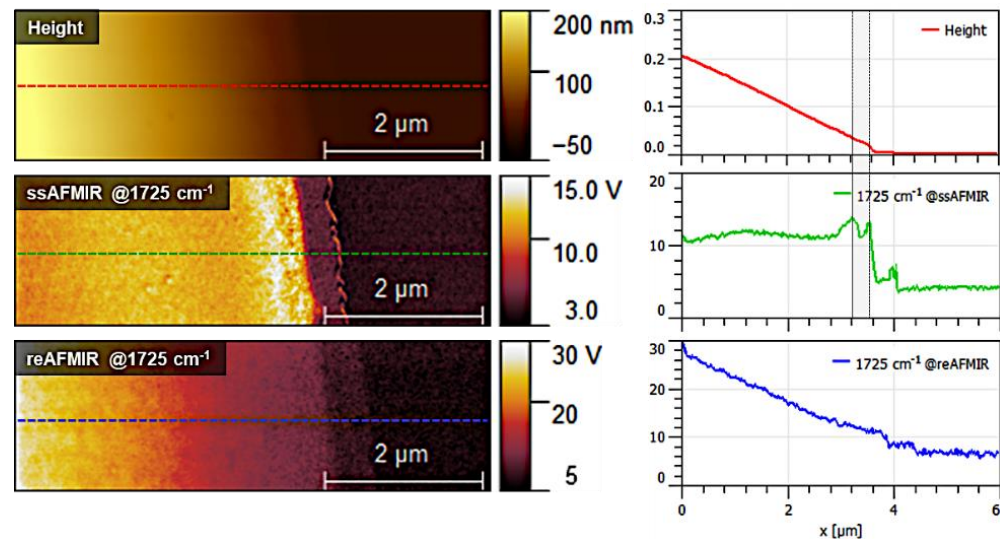 Height
200 nm
100
–50
2 µm
ssAFMIR @1725 cm⁻¹
15.0 V
10.0
3.0
2 µm
reAFMIR @1725 cm⁻¹
30 V
20
5
2 µm
0.3
0.2
0.1
0.0
Height
20
10
0
1725 cm⁻¹ @ssAFMIR
30
20
10
0
1725 cm⁻¹ @reAFMIR
0 2 4 6
x [µm]